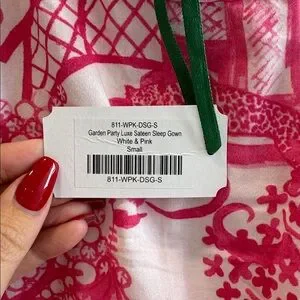 811-WPK-DSG-S
Garden Party Luxe Sateen Sleep Gown
White & Pink
Small
811-WPK-DSG-S